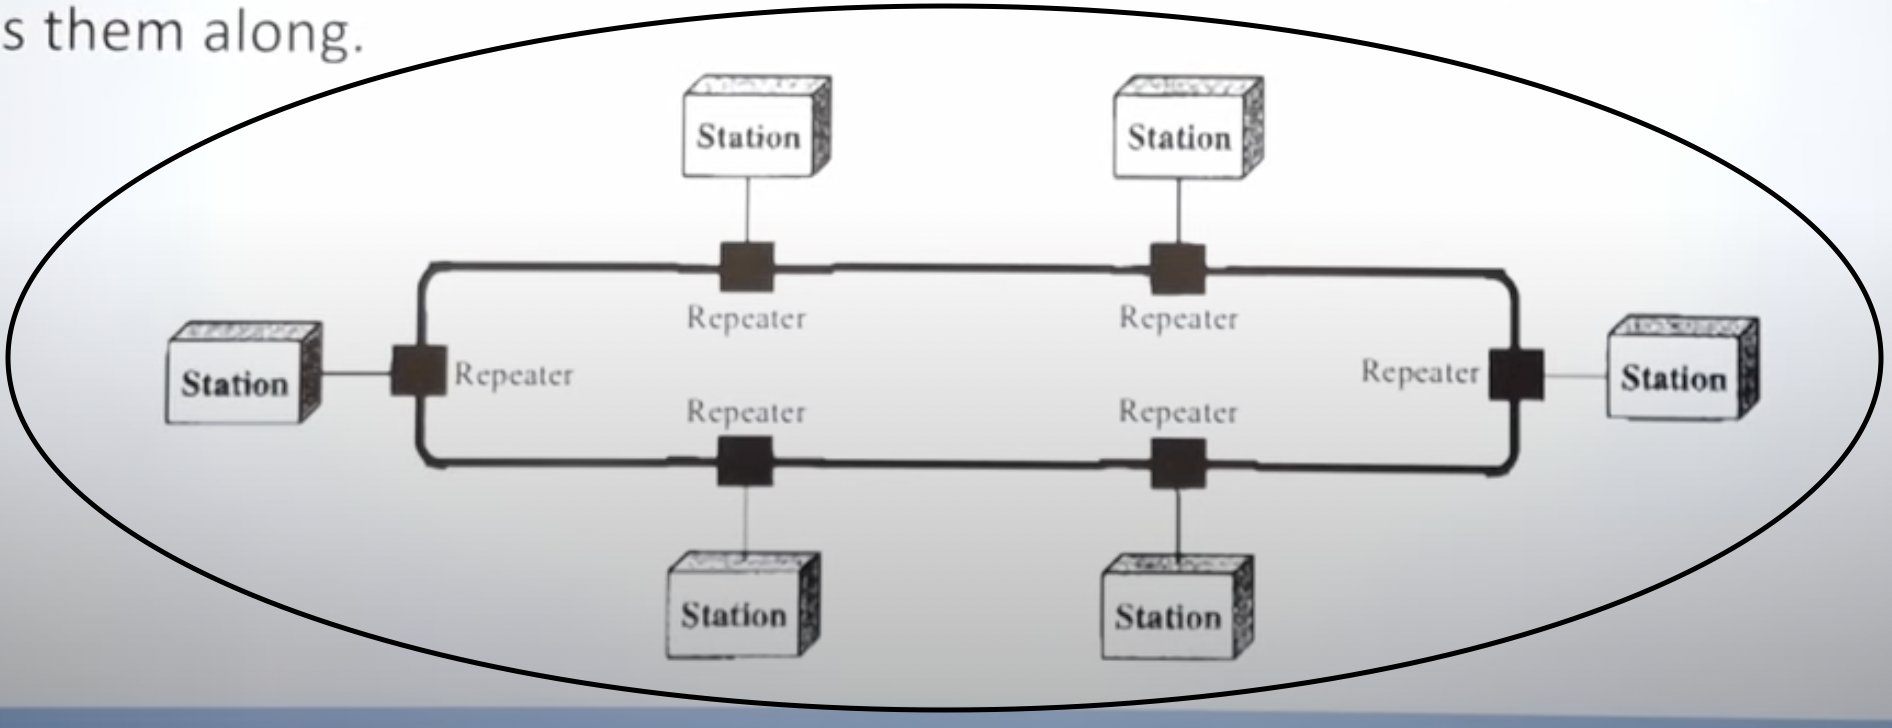 s them along.
Station
Station
Repeater
Repeater
Station
Repeater
Repeater
Station
Repeater
Repeater
Station
Station